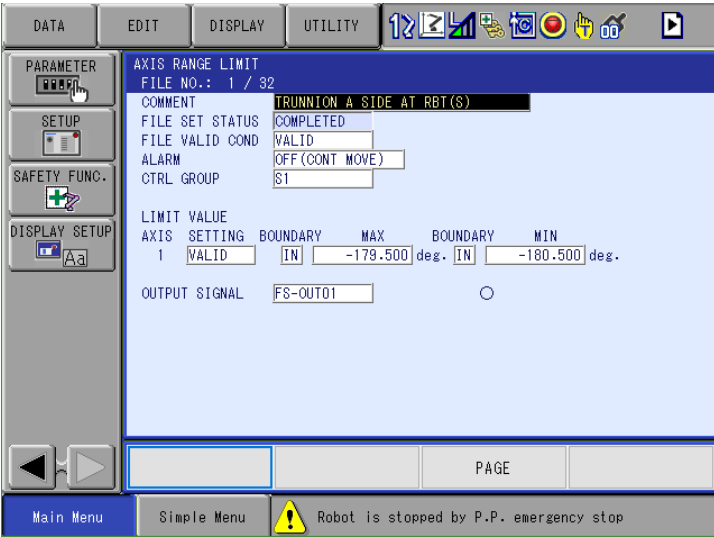 DATA EDIT DISPLAY UTILITY
PARAMETER
SETUP
SAFETY FUNC.
DISPLAY SETUP
Aa
AXIS RANGE LIMIT
FILE NO.: 1 / 32
COMMENT TRUNNION A SIDE AT RBT(S)
FILE SET STATUS COMPLETED
FILE VALID COND VALID
ALARM OFF(CONT MOVE)
CTRL GROUP S1
LIMIT VALUE
AXIS SETTING BOUNDARY MAX BOUNDARY MIN
1 VALID IN -179.500 deg. IN -180.500 deg.
OUTPUT SIGNAL FS-OUT01 ○
PAGE
Main Menu Simple Menu Robot is stopped by P.P. emergency stop